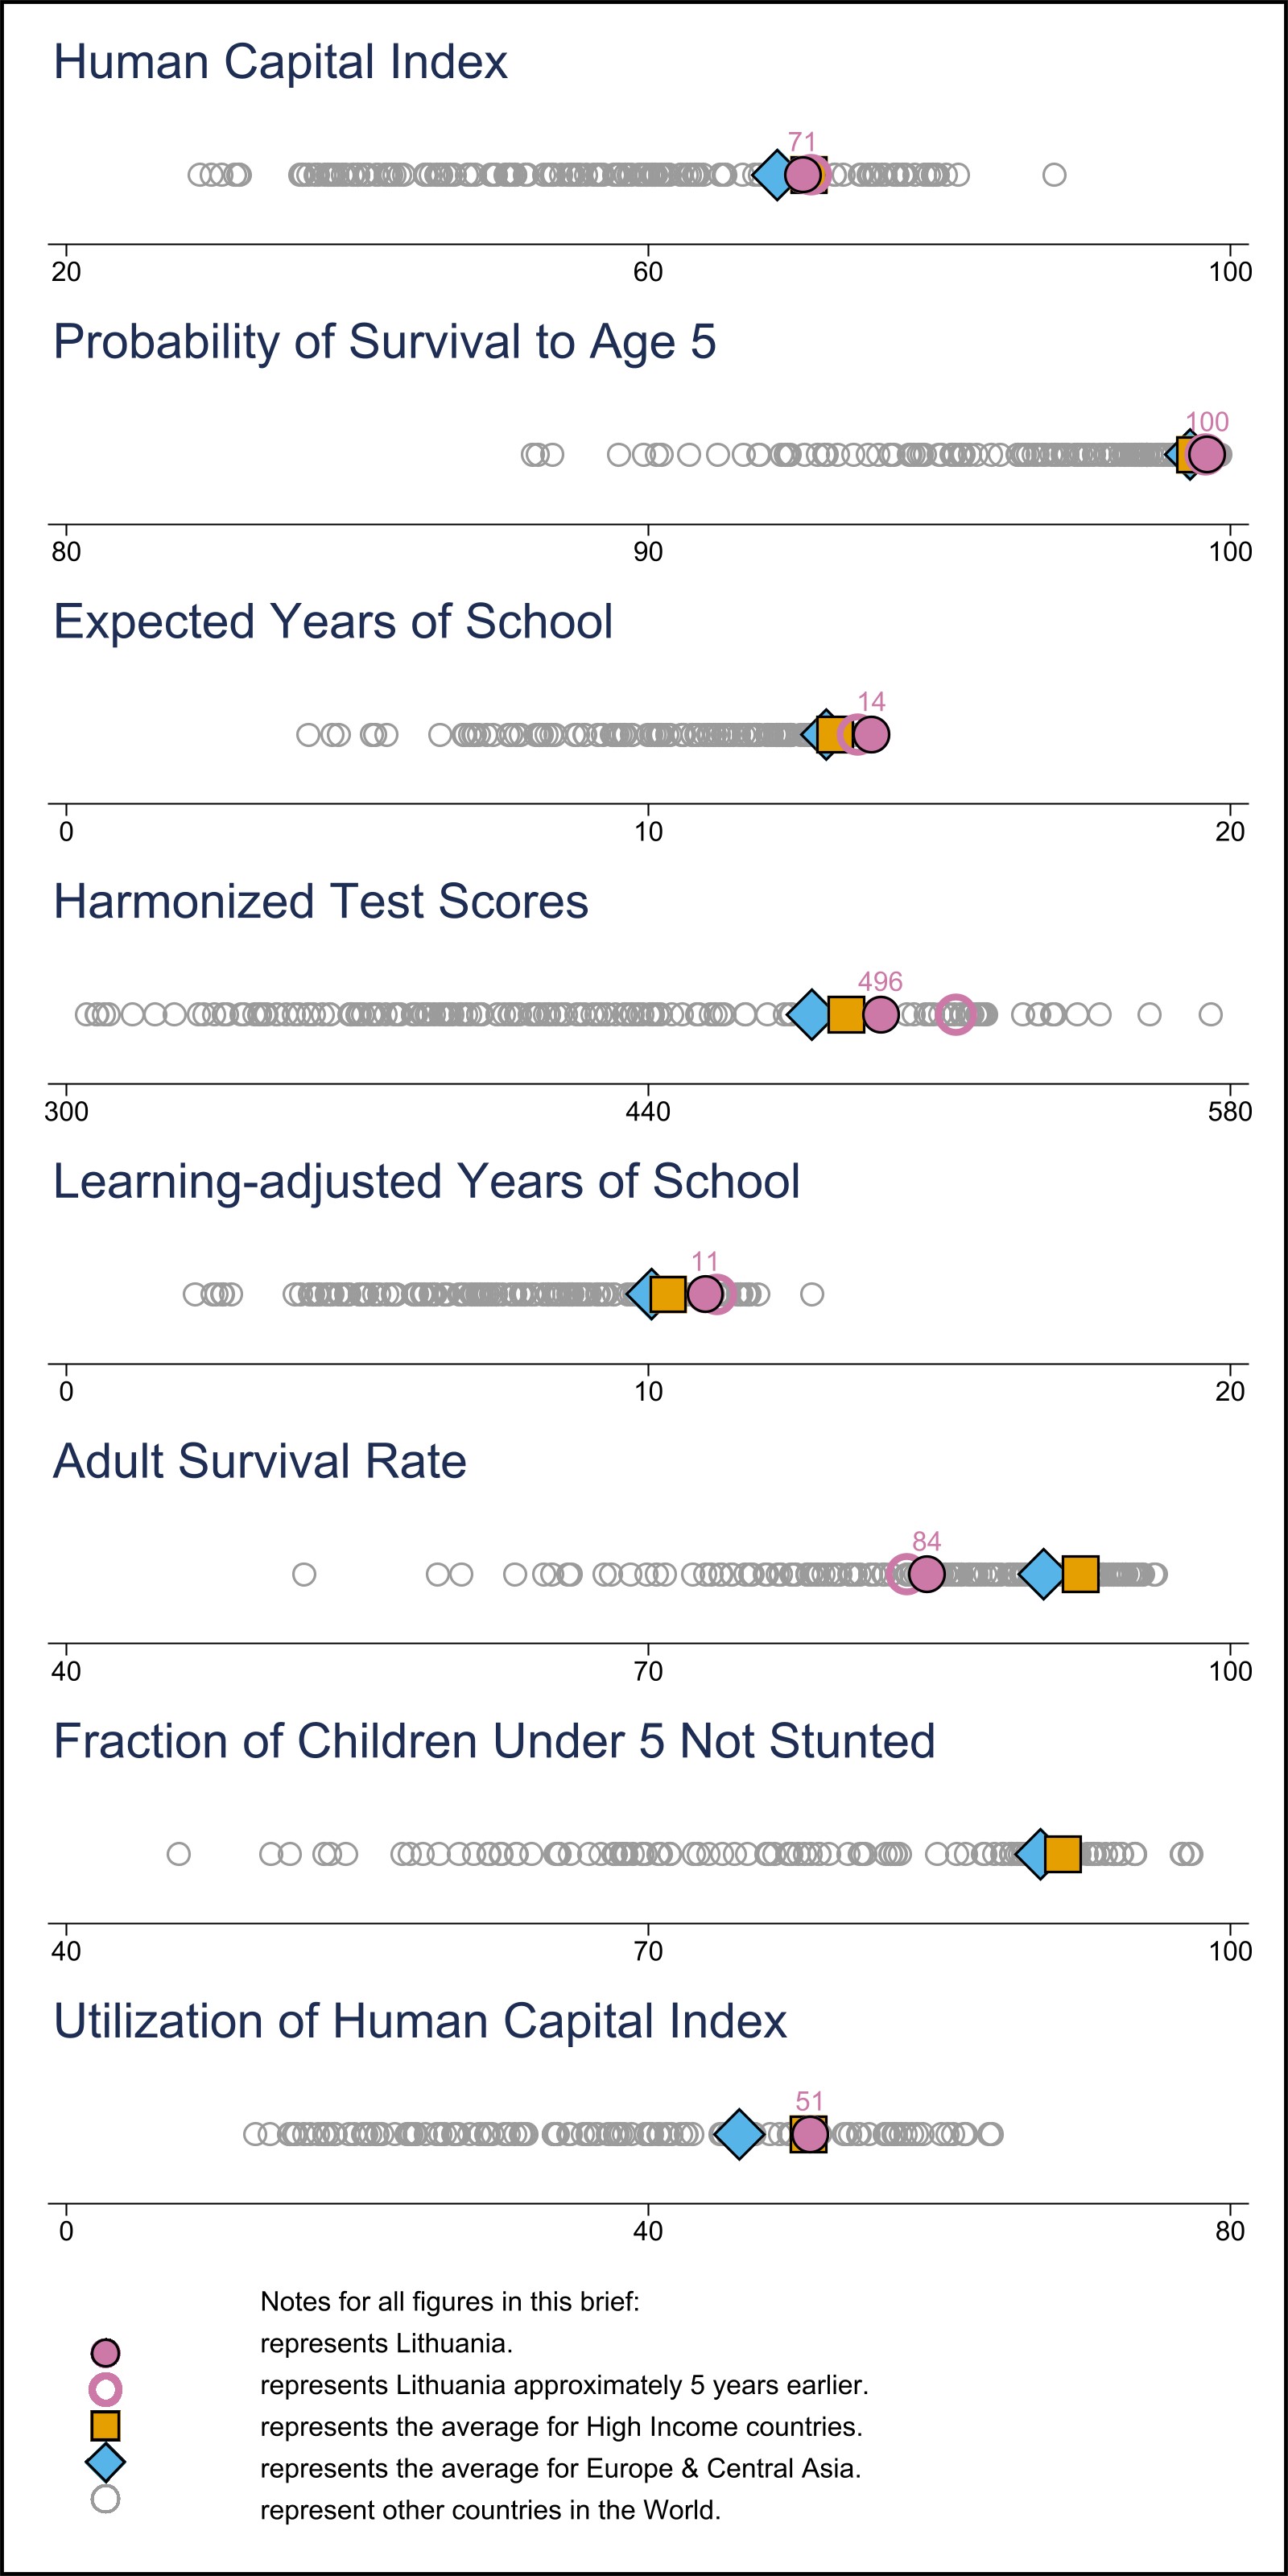 Human Capital Index
71
20 60 100
Probability of Survival to Age 5
100
80 90 100
Expected Years of School
14
0 10 20
Harmonized Test Scores
496
300 440 580
Learning-adjusted Years of School
11
0 10 20
Adult Survival Rate
84
40 70 100
Fraction of Children Under 5 Not Stunted
40 70 100
Utilization of Human Capital Index
51
0 40 80
Notes for all figures in this brief:
represents Lithuania.
represents Lithuania approximately 5 years earlier.
represents the average for High Income countries.
represents the average for Europe & Central Asia.
represent other countries in the World.